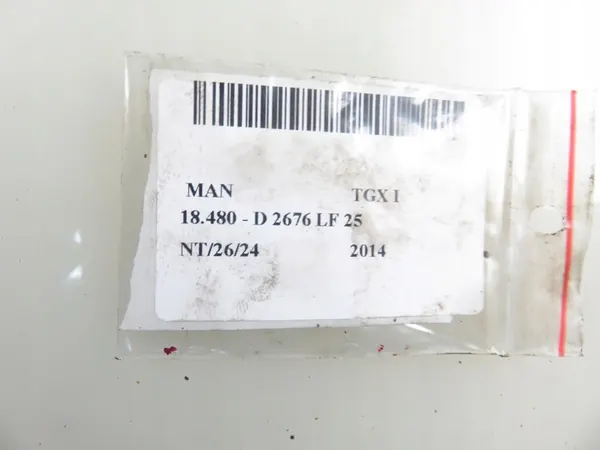 MAN TGX I
18.480 - D 2676 LF 25
NT/26/24 2014